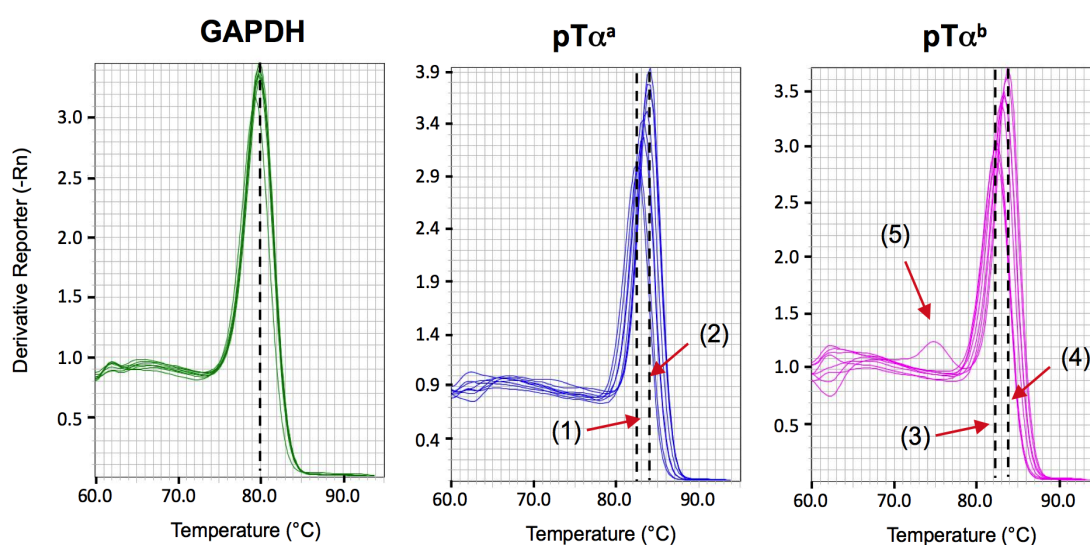 GAPDH
pTαᵃ
pTαᵇ
Derivative Reporter (-Rn)
3.0
2.5
2.0
1.5
1.0
0.5
60.0 70.0 80.0 90.0
Temperature (°C)
3.9
3.4
2.9
2.4
1.9
1.4
0.9
0.4
(1)
(2)
60.0 70.0 80.0 90.0
Temperature (°C)
3.5
3.0
2.5
2.0
1.5
1.0
0.5
(5)
(4)
(3)
60.0 70.0 80.0 90.0
Temperature (°C)